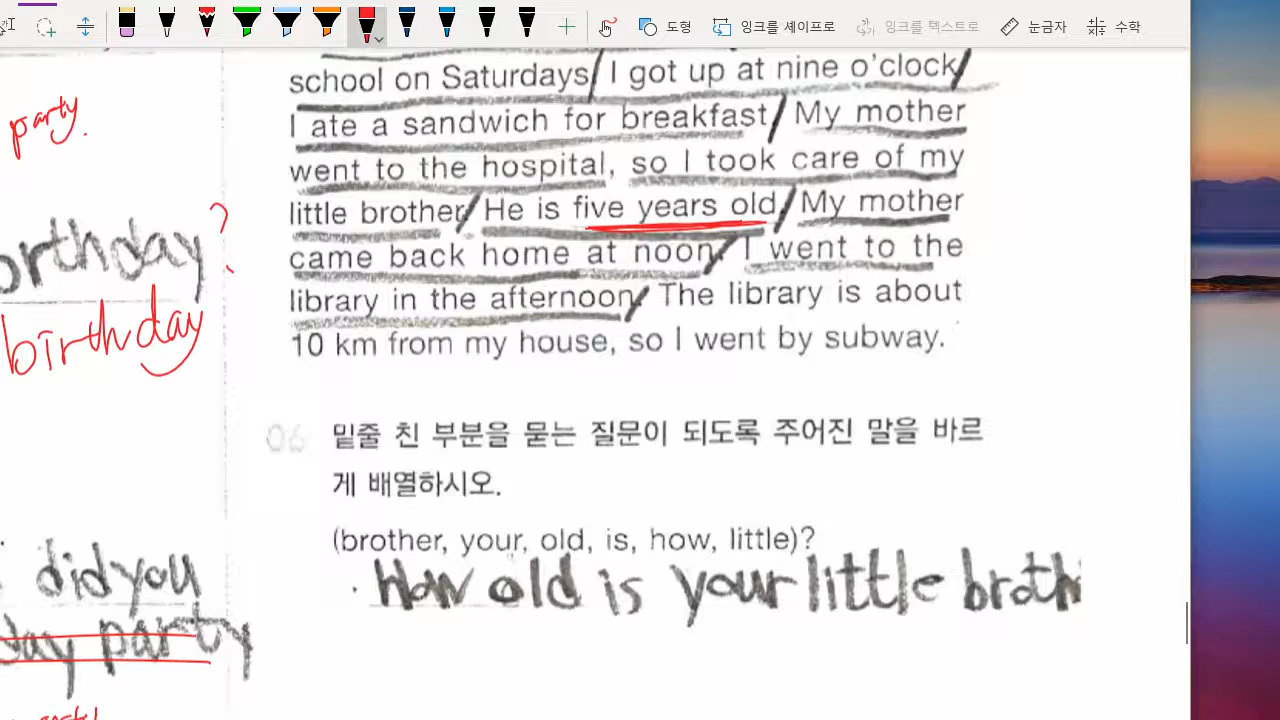 도형
잉크를 셰이프로
잉크를 텍스트로
눈금자
수학
party.
school on Saturdays/ I got up at nine o'clock/
I ate a sandwich for breakfast/ My mother
went to the hospital, so I took care of my
little brother/ He is five years old/ My mother
came back home at noon/ I went to the
library in the afternoon/ The library is about
10 km from my house, so I went by subway.
?
birthday
06 밑줄 친 부분을 묻는 질문이 되도록 주어진 말을 바르
게 배열하시오.
(brother, your, old, is, how, little)?
How old is your little broth
did you
day party